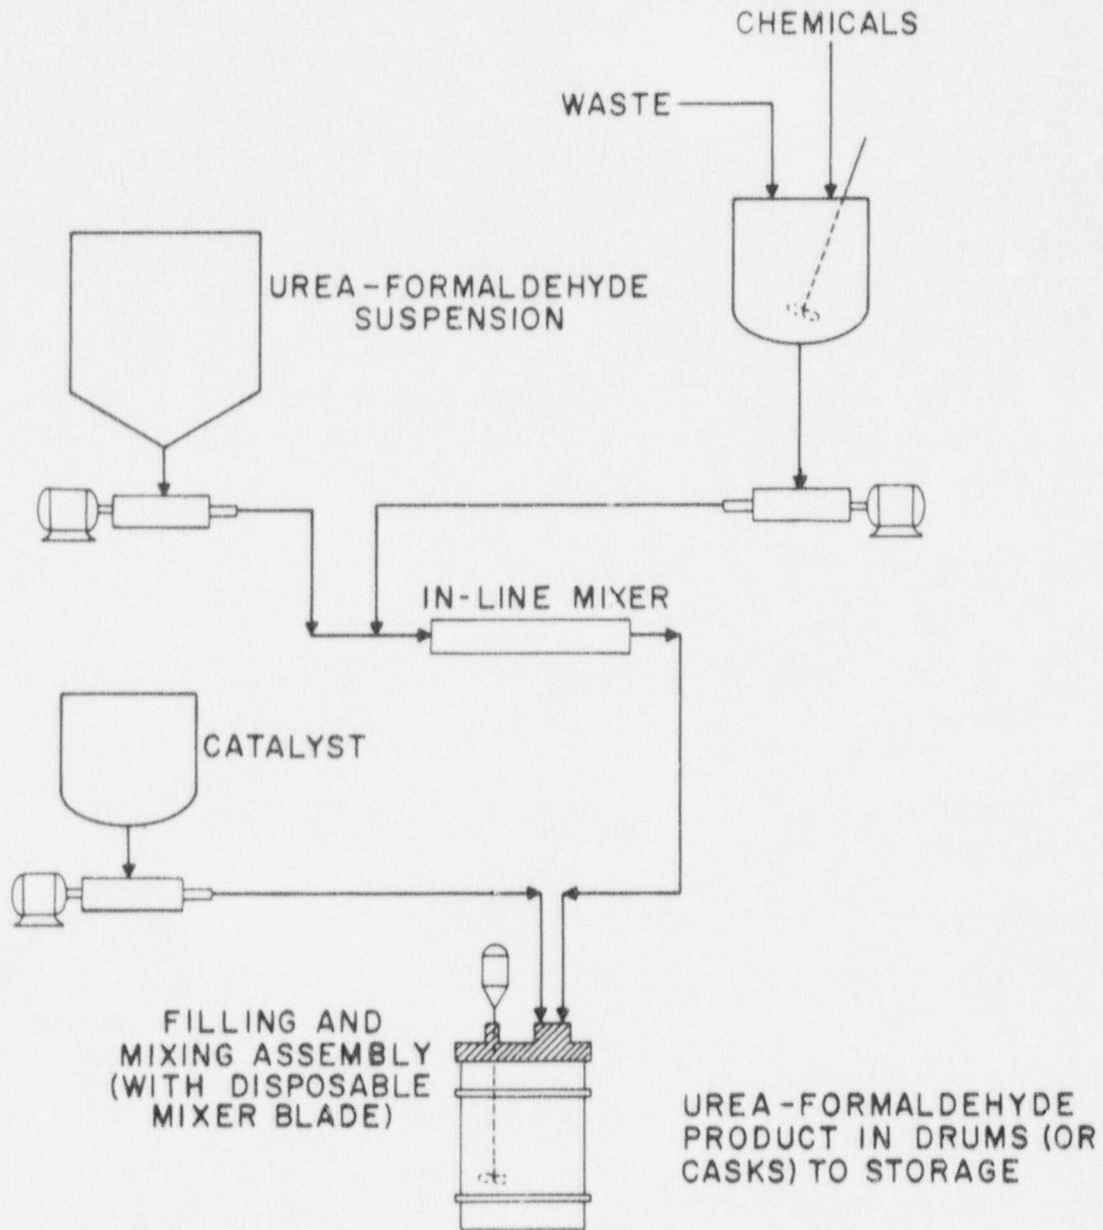 CHEMICALS
WASTE
UREA-FORMALDEHYDE
SUSPENSION
IN-LINE MIXER
CATALYST
FILLING AND
MIXING ASSEMBLY
(WITH DISPOSABLE
MIXER BLADE)
UREA-FORMALDEHYDE
PRODUCT IN DRUMS (OR
CASKS) TO STORAGE